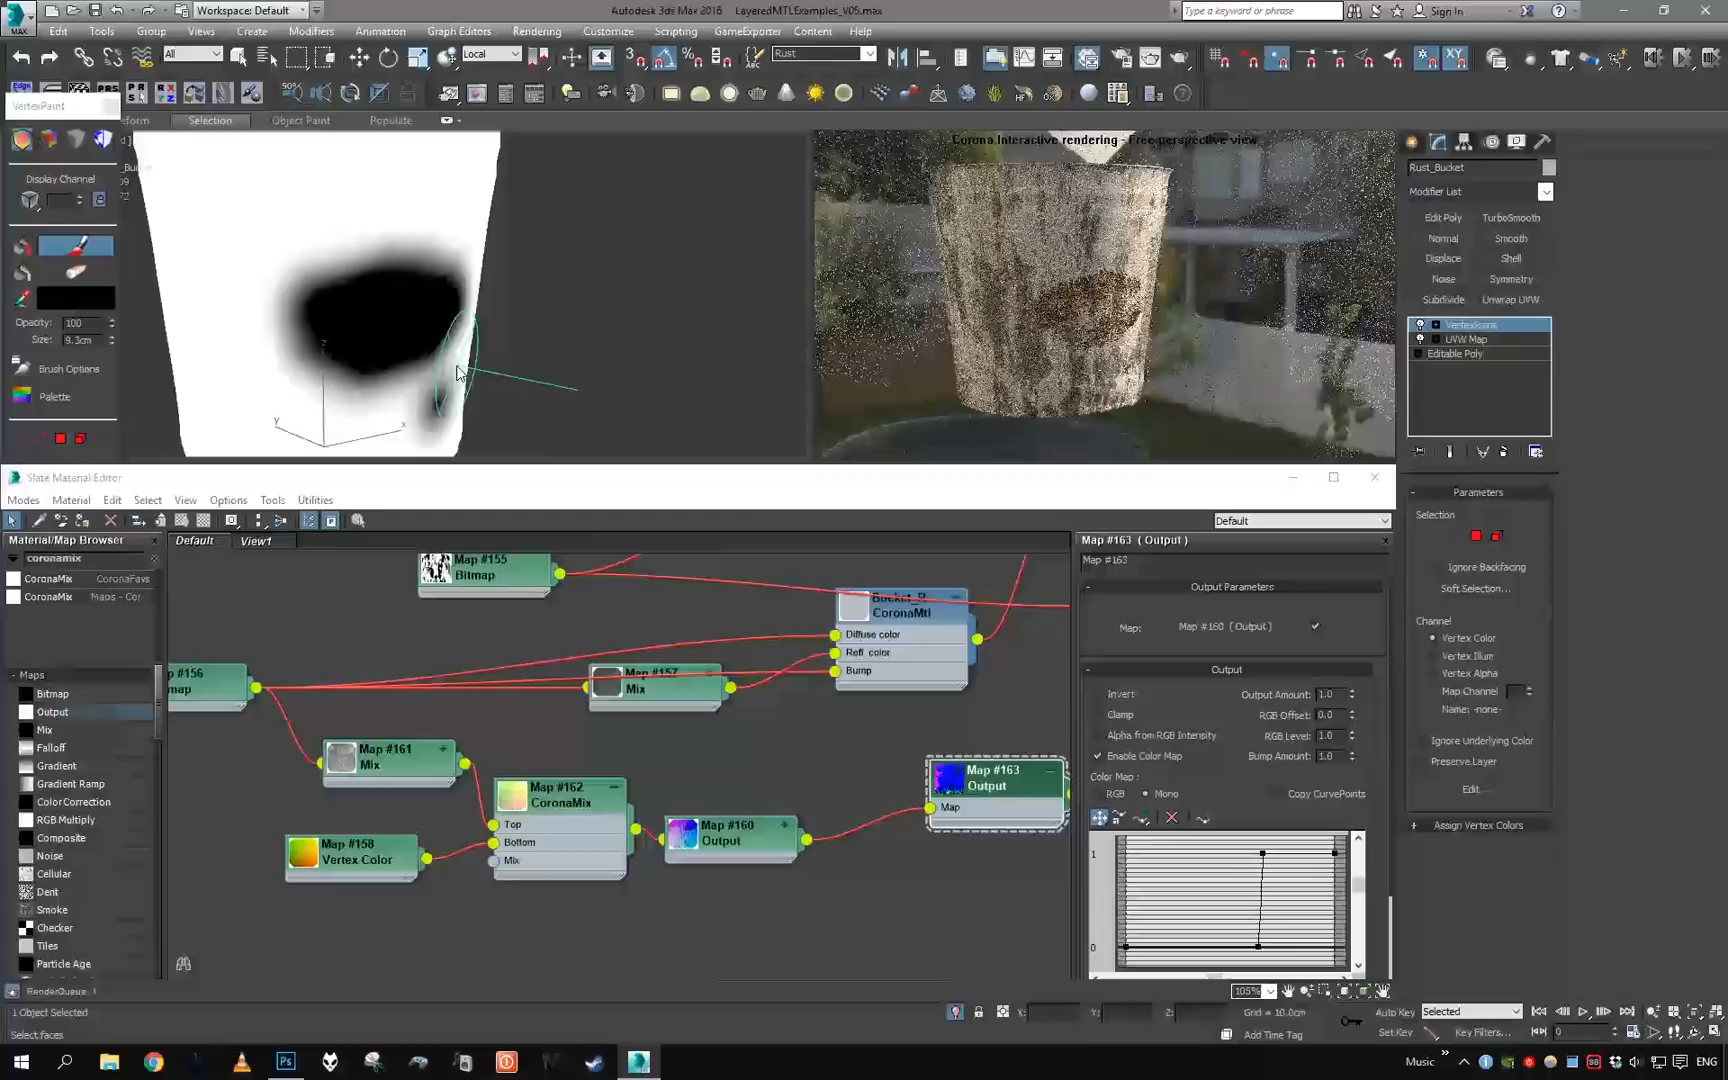 Workspace: Default
Autodesk 3ds Max 2016 LayeredMTLExamples_V05.max
Type a keyword or phrase
Sign In
MAX
Edit Tools Group Views Create Modifiers Animation Graph Editors Rendering Customize Scripting GameExporter Content Help
All
Local
Rust
VertexPaint
Selection
Object Paint
Populate
Display Channel
Opacity: 100
Size: 9.3cm
Brush Options
Palette
z
y
x
Corona Interactive rendering - Free perspective view
Rust_Bucket
Modifier List
Edit Poly TurboSmooth
Normal Smooth
Displace Shell
Noise Symmetry
Subdivide Unwrap UVW
VertexPaint
UVW Map
Editable Poly
Parameters
Selection
Ignore Backfacing
Soft Selection...
Channel
Vertex Color
Vertex Illum
Vertex Alpha
Map Channel
Name: -none-
Ignore Underlying Color
Preserve Layer
Edit...
Assign Vertex Colors
Slate Material Editor
Modes Material Edit Select View Options Tools Utilities
Default
Material/Map Browser
coronamix
CoronaMix CoronaFavs
CoronaMix Maps - Cor
- Maps
Bitmap
Output
Mix
Falloff
Gradient
Gradient Ramp
ColorCorrection
RGB Multiply
Composite
Noise
Cellular
Dent
Smoke
Checker
Tiles
Particle Age
Default View1
Map #155
Bitmap
Bucket_B
CoronaMtl
Diffuse color
Refl. color
Bump
p #156
map
Map #157
Mix
Map #161
Mix
Map #162
CoronaMix
Top
Bottom
Mix
Map #158
Vertex Color
Map #160
Output
Map #163
Output
Map
Map #163 ( Output )
Map #163
Output Parameters
Map: Map #160 ( Output )
Output
Invert Output Amount: 1.0
Clamp RGB Offset: 0.0
Alpha from RGB Intensity RGB Level: 1.0
Enable Color Map Bump Amount: 1.0
Color Map :
RGB Mono Copy CurvePoints
1
0
105%
RenderQueue: 1
1 Object Selected
Select faces
X: Y: Z:
Grid = 10.0cm
Add Time Tag
Auto Key Selected
Set Key Key Filters...
0
Music
ENG